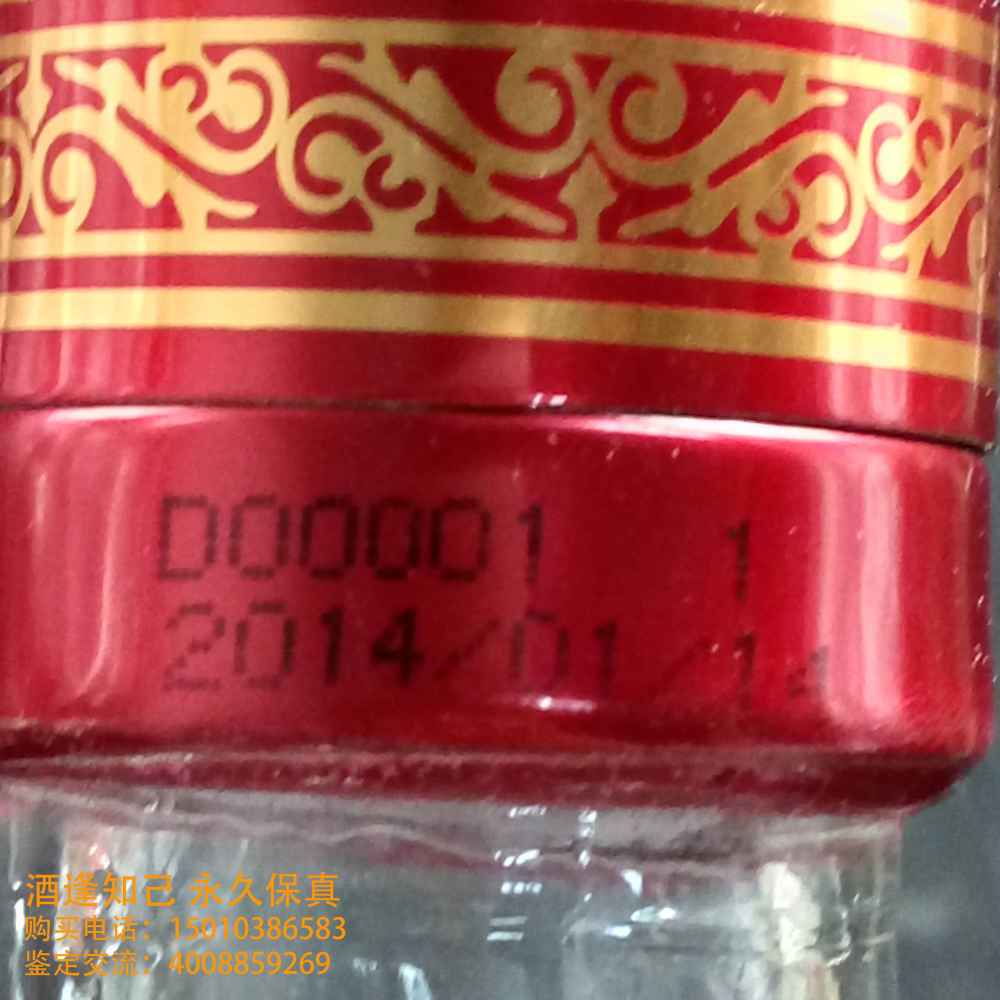 D00001 1
2014/01/14
酒逢知己 永久保真
购买电话：15010386583
鉴定交流：4008859269